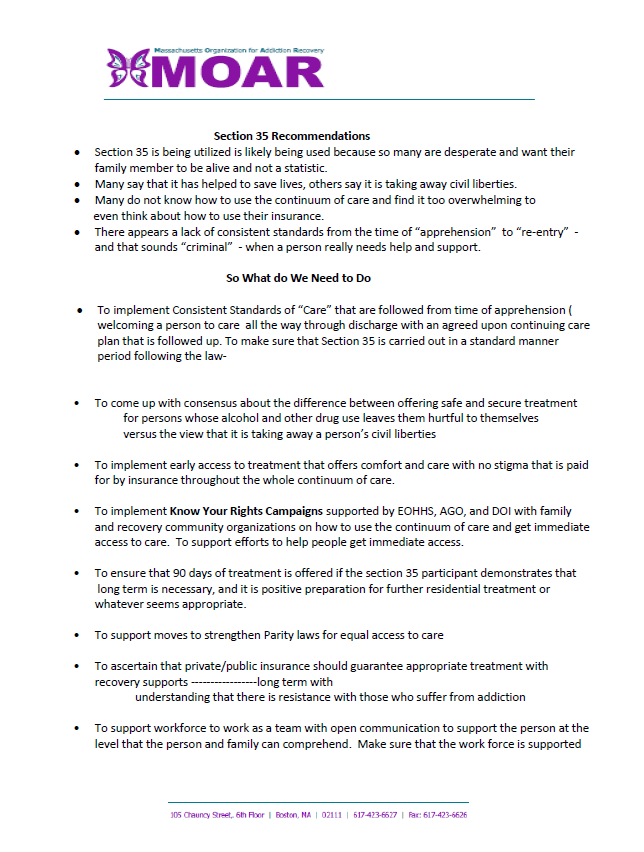 Massachusetts Organization for Addiction Recovery
MOAR
Section 35 Recommendations
• Section 35 is being utilized is likely being used because so many are desperate and want their
family member to be alive and not a statistic.
• Many say that it has helped to save lives, others say it is taking away civil liberties.
• Many do not know how to use the continuum of care and find it too overwhelming to
even think about how to use their insurance.
• There appears a lack of consistent standards from the time of “apprehension” to “re-entry” -
and that sounds “criminal” - when a person really needs help and support.
So What do We Need to Do
• To implement Consistent Standards of “Care” that are followed from time of apprehension (
welcoming a person to care all the way through discharge with an agreed upon continuing care
plan that is followed up. To make sure that Section 35 is carried out in a standard manner
period following the law-
• To come up with consensus about the difference between offering safe and secure treatment
for persons whose alcohol and other drug use leaves them hurtful to themselves
versus the view that it is taking away a person’s civil liberties
• To implement early access to treatment that offers comfort and care with no stigma that is paid
for by insurance throughout the whole continuum of care.
• To implement Know Your Rights Campaigns supported by EOHHS, AGO, and DOI with family
and recovery community organizations on how to use the continuum of care and get immediate
access to care. To support efforts to help people get immediate access.
• To ensure that 90 days of treatment is offered if the section 35 participant demonstrates that
long term is necessary, and it is positive preparation for further residential treatment or
whatever seems appropriate.
• To support moves to strengthen Parity laws for equal access to care
• To ascertain that private/public insurance should guarantee appropriate treatment with
recovery supports -----------------long term with
understanding that there is resistance with those who suffer from addiction
• To support workforce to work as a team with open communication to support the person at the
level that the person and family can comprehend. Make sure that the work force is supported
105 Chauncy Street,. 6th Floor | Boston, MA | 02111 | 617-423-6627 | Fax: 617-423-6626